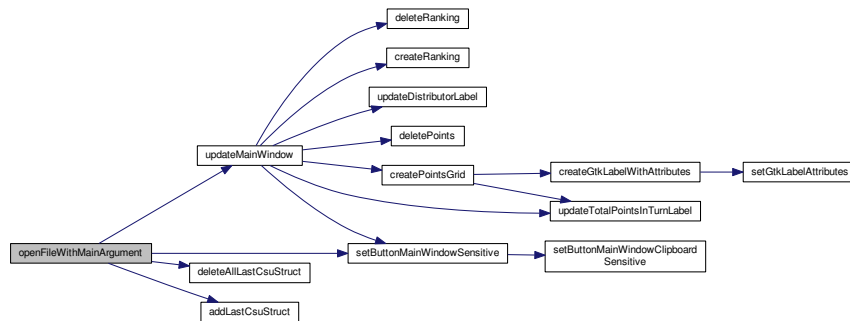 deleteRanking
createRanking
updateDistributorLabel
deletePoints
updateMainWindow
createPointsGrid
createGtkLabelWithAttributes
setGtkLabelAttributes
updateTotalPointsInTurnLabel
openFileWithMainArgument
setButtonMainWindowSensitive
setButtonMainWindowClipboard
Sensitive
deleteAllLastCsuStruct
addLastCsuStruct